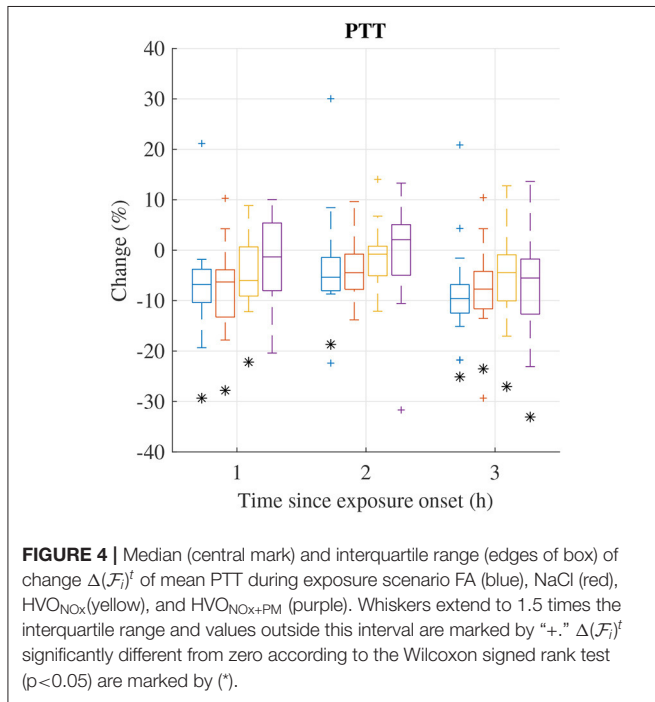 PTT
40
30
20
10
0
-10
-20
-30
-40
Change (%)
1 2 3
Time since exposure onset (h)
FIGURE 4 | Median (central mark) and interquartile range (edges of box) of
change Δ(ℱᵢ)ᵗ of mean PTT during exposure scenario FA (blue), NaCl (red),
HVO_NOx(yellow), and HVO_NOx+PM (purple). Whiskers extend to 1.5 times the
interquartile range and values outside this interval are marked by “+.” Δ(ℱᵢ)ᵗ
significantly different from zero according to the Wilcoxon signed rank test
(p<0.05) are marked by (*).